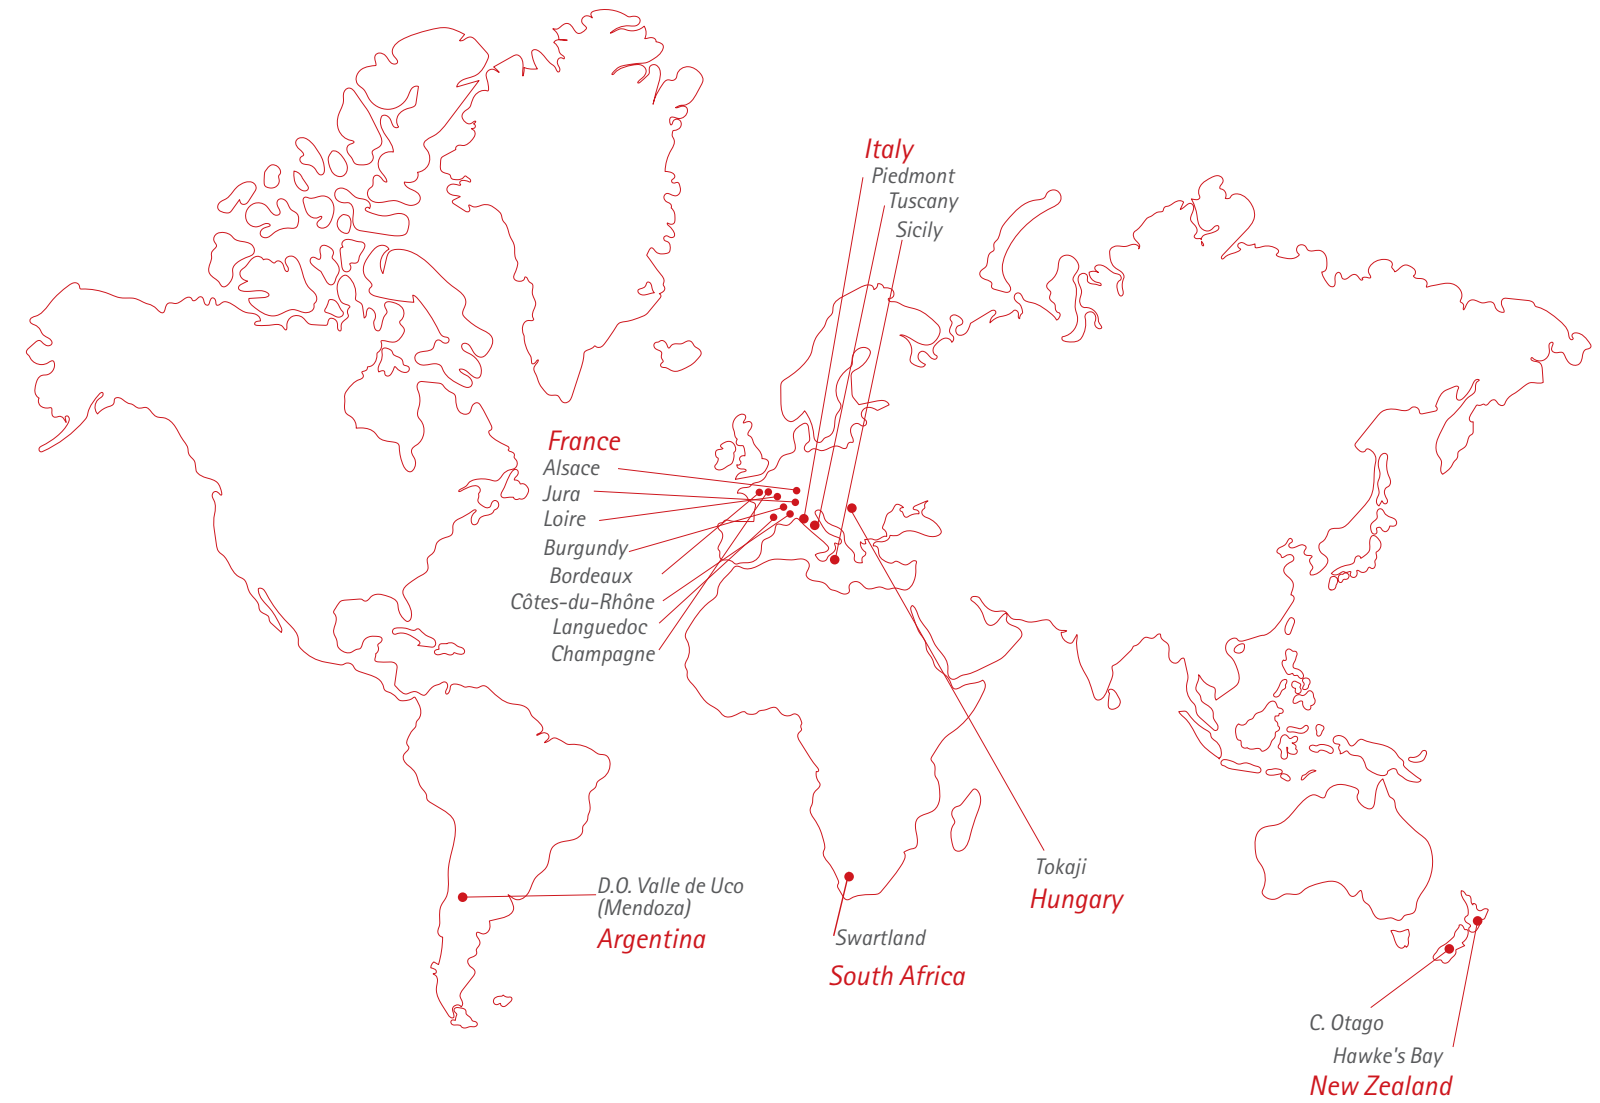 Italy
Piedmont
Tuscany
Sicily
France
Alsace
Jura
Loire
Burgundy
Bordeaux
Côtes-du-Rhône
Languedoc
Champagne
Tokaji
Hungary
D.O. Valle de Uco
(Mendoza)
Argentina
Swartland
South Africa
C. Otago
Hawke's Bay
New Zealand